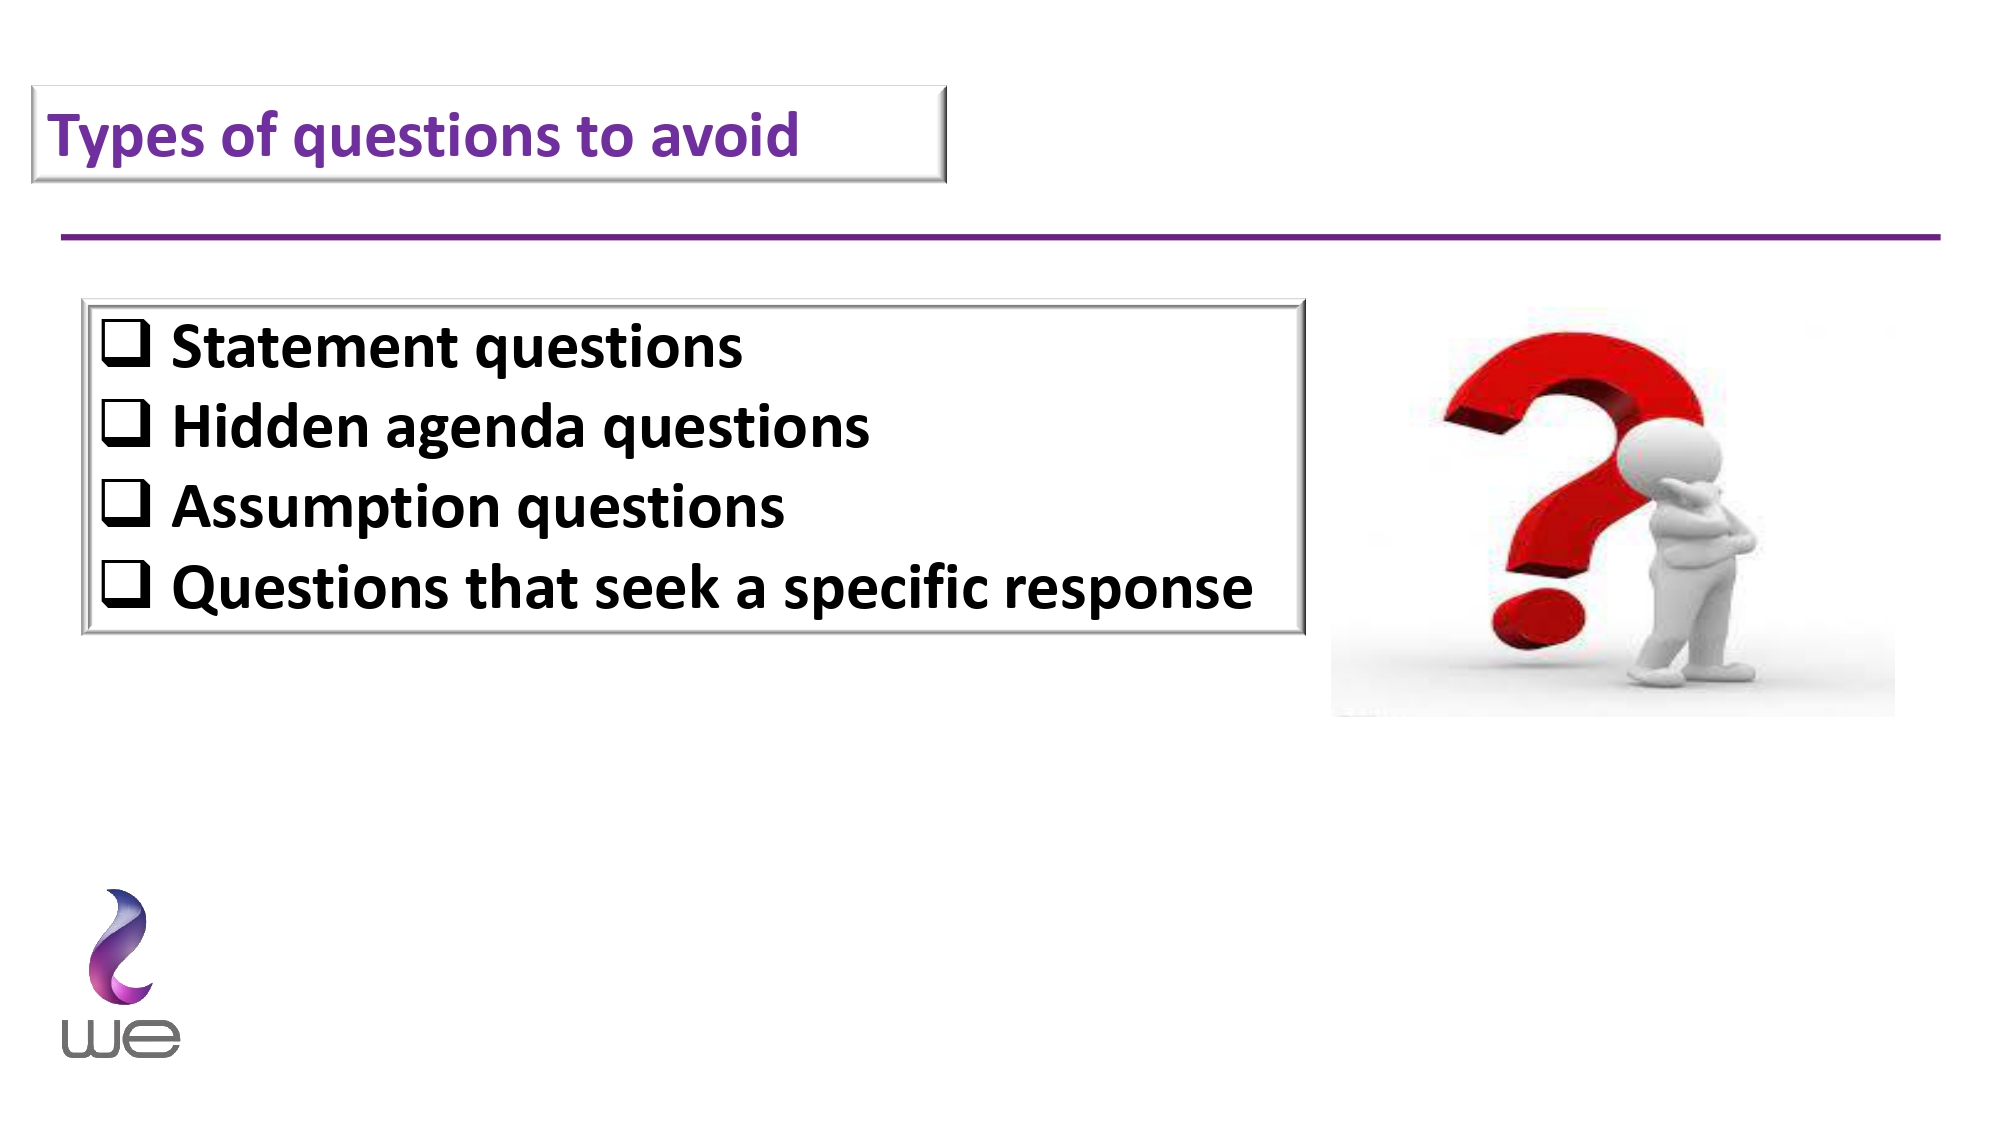 Types of questions to avoid
❑ Statement questions
❑ Hidden agenda questions
❑ Assumption questions
❑ Questions that seek a specific response
we